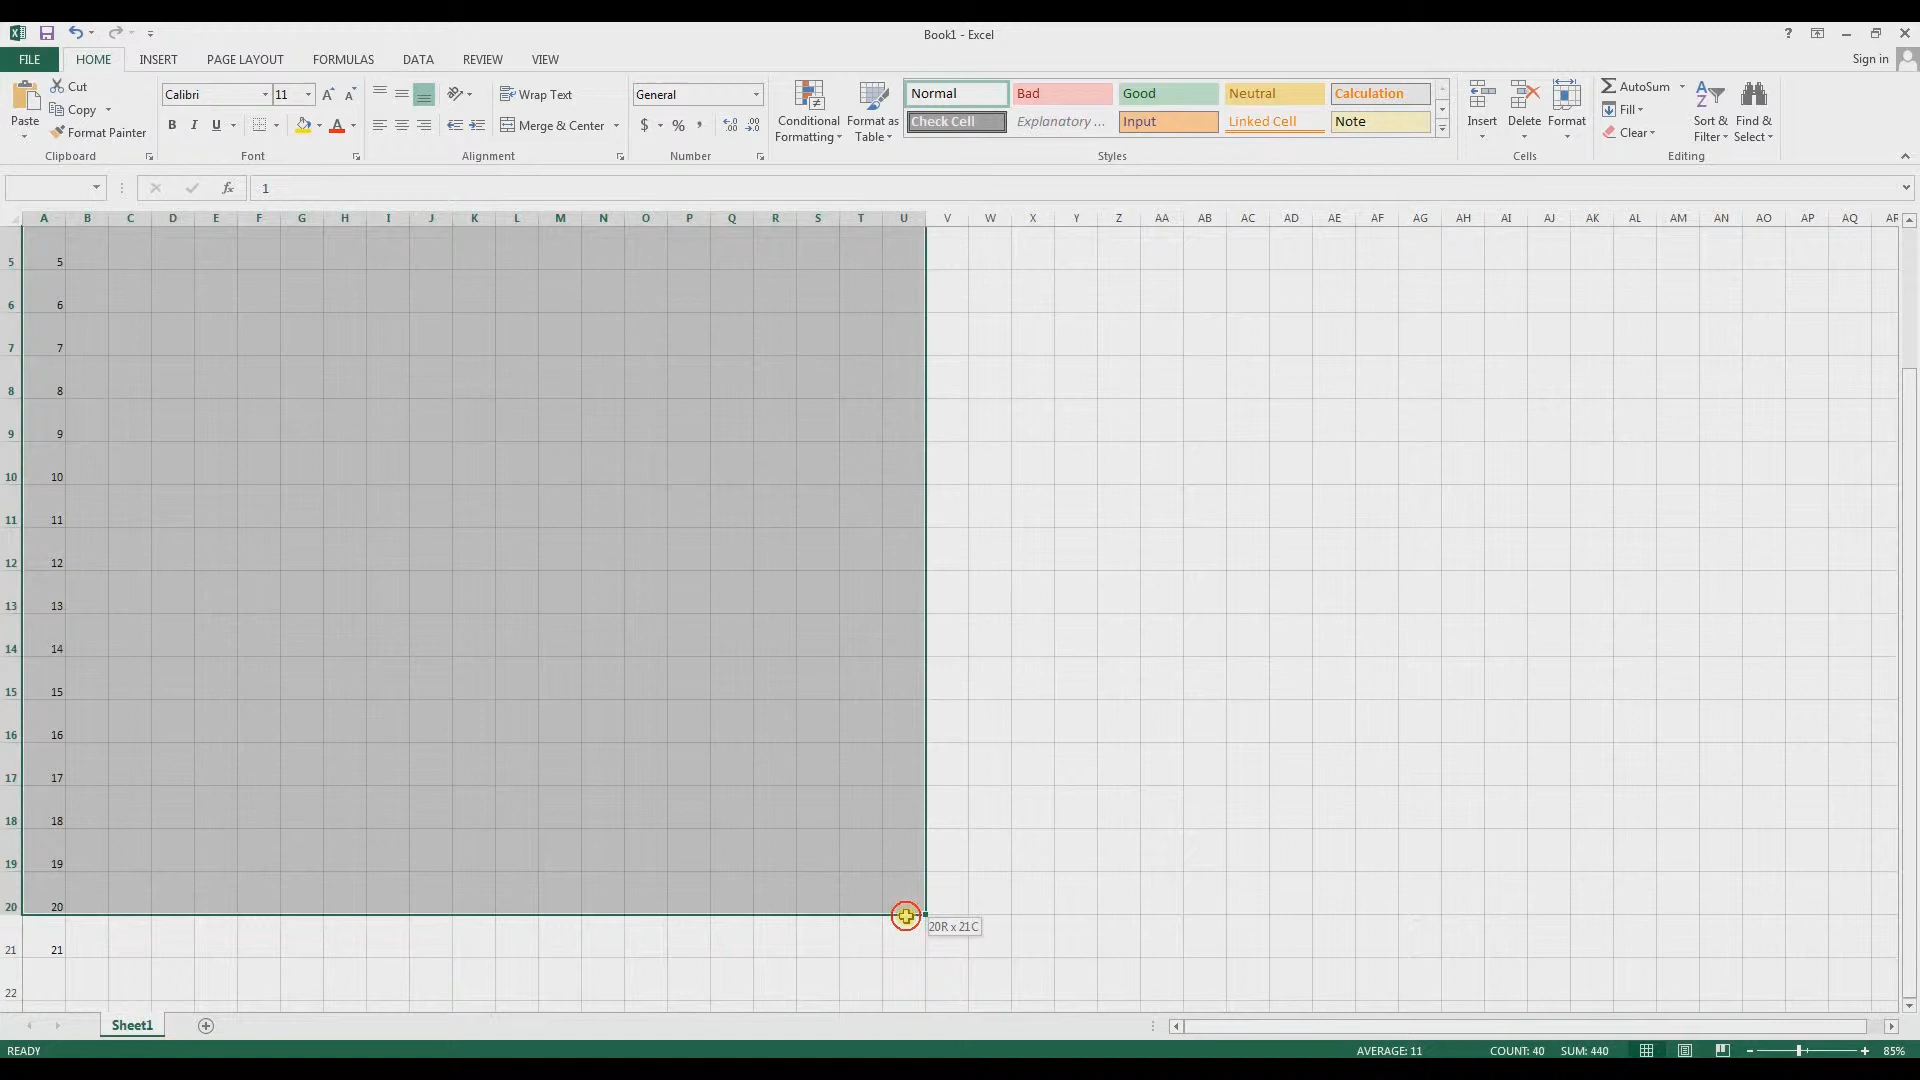 Book1 - Excel
?
FILE HOME INSERT PAGE LAYOUT FORMULAS DATA REVIEW VIEW
Sign in
Paste
Cut
Copy
Format Painter
Clipboard
Calibri 11
B I U
Font
Wrap Text
Merge & Center
Alignment
General
$ % ,
Number
Conditional Formatting
Format as Table
Normal Bad Good Neutral Calculation
Check Cell Explanatory ... Input Linked Cell Note
Styles
Insert Delete Format
Cells
AutoSum
Fill
Clear
Sort & Filter
Find & Select
Editing
fx 1
A B C D E F G H I J K L M N O P Q R S T U V W X Y Z AA AB AC AD AE AF AG AH AI AJ AK AL AM AN AO AP AQ AR
5 5
6 6
7 7
8 8
9 9
10 10
11 11
12 12
13 13
14 14
15 15
16 16
17 17
18 18
19 19
20 20
20R x 21C
21 21
22
Sheet1
READY AVERAGE: 11 COUNT: 40 SUM: 440 85%